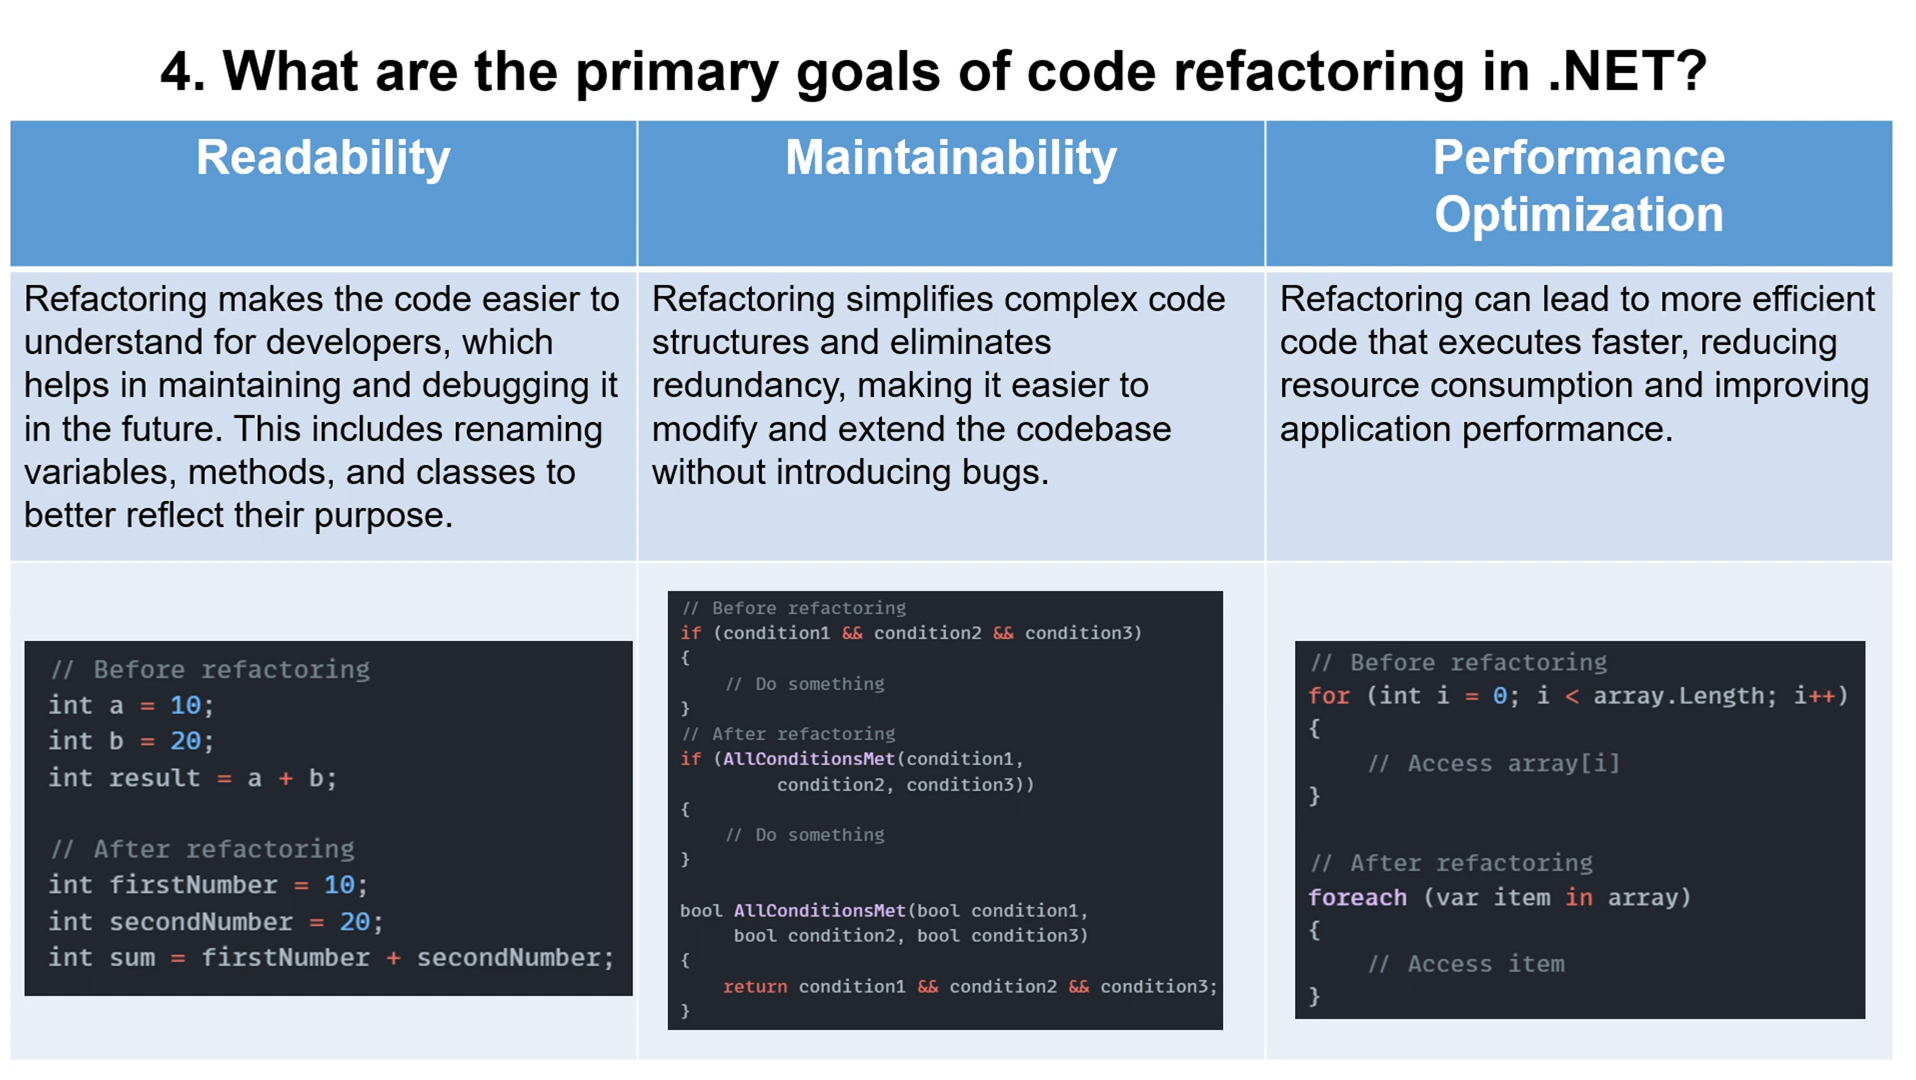 4. What are the primary goals of code refactoring in .NET?
Readability
Maintainability
Performance
Optimization
Refactoring makes the code easier to
understand for developers, which
helps in maintaining and debugging it
in the future. This includes renaming
variables, methods, and classes to
better reflect their purpose.
Refactoring simplifies complex code
structures and eliminates
redundancy, making it easier to
modify and extend the codebase
without introducing bugs.
Refactoring can lead to more efficient
code that executes faster, reducing
resource consumption and improving
application performance.
// Before refactoring
int a = 10;
int b = 20;
int result = a + b;
// After refactoring
int firstNumber = 10;
int secondNumber = 20;
int sum = firstNumber + secondNumber;
// Before refactoring
if (condition1 && condition2 && condition3)
{
// Do something
}
// After refactoring
if (AllConditionsMet(condition1,
condition2, condition3))
{
// Do something
}
bool AllConditionsMet(bool condition1,
bool condition2, bool condition3)
{
return condition1 && condition2 && condition3;
}
// Before refactoring
for (int i = 0; i < array.Length; i++)
{
// Access array[i]
}
// After refactoring
foreach (var item in array)
{
// Access item
}